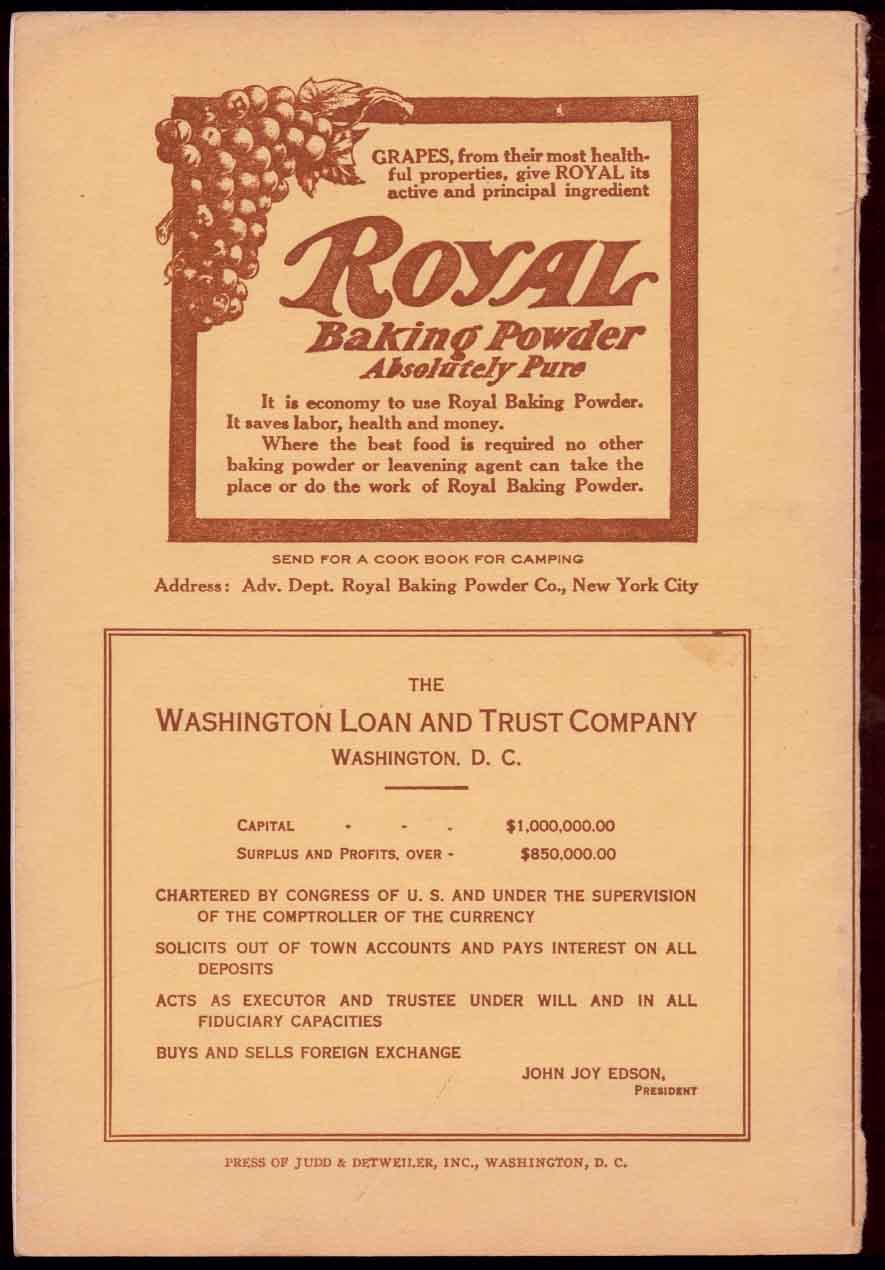 GRAPES, from their most health-
ful properties, give ROYAL its
active and principal ingredient
ROYAL
Baking Powder
Absolutely Pure
It is economy to use Royal Baking Powder.
It saves labor, health and money.
Where the best food is required no other
baking powder or leavening agent can take the
place or do the work of Royal Baking Powder.
SEND FOR A COOK BOOK FOR CAMPING
Address: Adv. Dept. Royal Baking Powder Co., New York City
THE
WASHINGTON LOAN AND TRUST COMPANY
WASHINGTON, D. C.
CAPITAL - - - $1,000,000.00
SURPLUS AND PROFITS, OVER - $850,000.00
CHARTERED BY CONGRESS OF U. S. AND UNDER THE SUPERVISION
OF THE COMPTROLLER OF THE CURRENCY
SOLICITS OUT OF TOWN ACCOUNTS AND PAYS INTEREST ON ALL
DEPOSITS
ACTS AS EXECUTOR AND TRUSTEE UNDER WILL AND IN ALL
FIDUCIARY CAPACITIES
BUYS AND SELLS FOREIGN EXCHANGE
JOHN JOY EDSON,
PRESIDENT
PRESS OF JUDD & DETWEILER, INC., WASHINGTON, D. C.